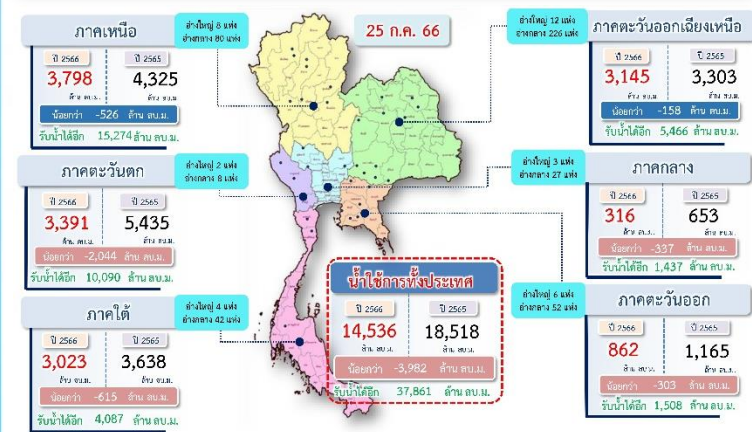 ภาคเหนือ
ปี 2566 ปี 2565
3,798 4,325
ล้าน ลบ.ม. ล้าน ลบ.ม.
น้อยกว่า -526 ล้าน ลบ.ม.
รับน้ำได้อีก 15,274 ล้าน ลบ.ม.
อ่างใหญ่ 8 แห่ง
อ่างกลาง 80 แห่ง
25 ก.ค. 66
อ่างใหญ่ 12 แห่ง
อ่างกลาง 226 แห่ง
ภาคตะวันออกเฉียงเหนือ
ปี 2566 ปี 2565
3,145 3,303
ล้าน ลบ.ม. ล้าน ลบ.ม.
น้อยกว่า -158 ล้าน ลบ.ม.
รับน้ำได้อีก 5,466 ล้าน ลบ.ม.
ภาคตะวันตก
ปี 2566 ปี 2565
3,391 5,435
ล้าน ลบ.ม. ล้าน ลบ.ม.
น้อยกว่า -2,044 ล้าน ลบ.ม.
รับน้ำได้อีก 10,090 ล้าน ลบ.ม.
อ่างใหญ่ 2 แห่ง
อ่างกลาง 8 แห่ง
อ่างใหญ่ 3 แห่ง
อ่างกลาง 27 แห่ง
ภาคกลาง
ปี 2566 ปี 2565
316 653
ล้าน ลบ.ม. ล้าน ลบ.ม.
น้อยกว่า -337 ล้าน ลบ.ม.
รับน้ำได้อีก 1,437 ล้าน ลบ.ม.
ภาคใต้
ปี 2566 ปี 2565
3,023 3,638
ล้าน ลบ.ม. ล้าน ลบ.ม.
น้อยกว่า -615 ล้าน ลบ.ม.
รับน้ำได้อีก 4,087 ล้าน ลบ.ม.
อ่างใหญ่ 4 แห่ง
อ่างกลาง 42 แห่ง
น้ำใช้การทั้งประเทศ
ปี 2566 ปี 2565
14,536 18,518
ล้าน ลบ.ม. ล้าน ลบ.ม.
น้อยกว่า -3,982 ล้าน ลบ.ม.
รับน้ำได้อีก 37,861 ล้าน ลบ.ม.
อ่างใหญ่ 6 แห่ง
อ่างกลาง 52 แห่ง
ภาคตะวันออก
ปี 2566 ปี 2565
862 1,165
ล้าน ลบ.ม. ล้าน ลบ.ม.
น้อยกว่า -303 ล้าน ลบ.ม.
รับน้ำได้อีก 1,508 ล้าน ลบ.ม.